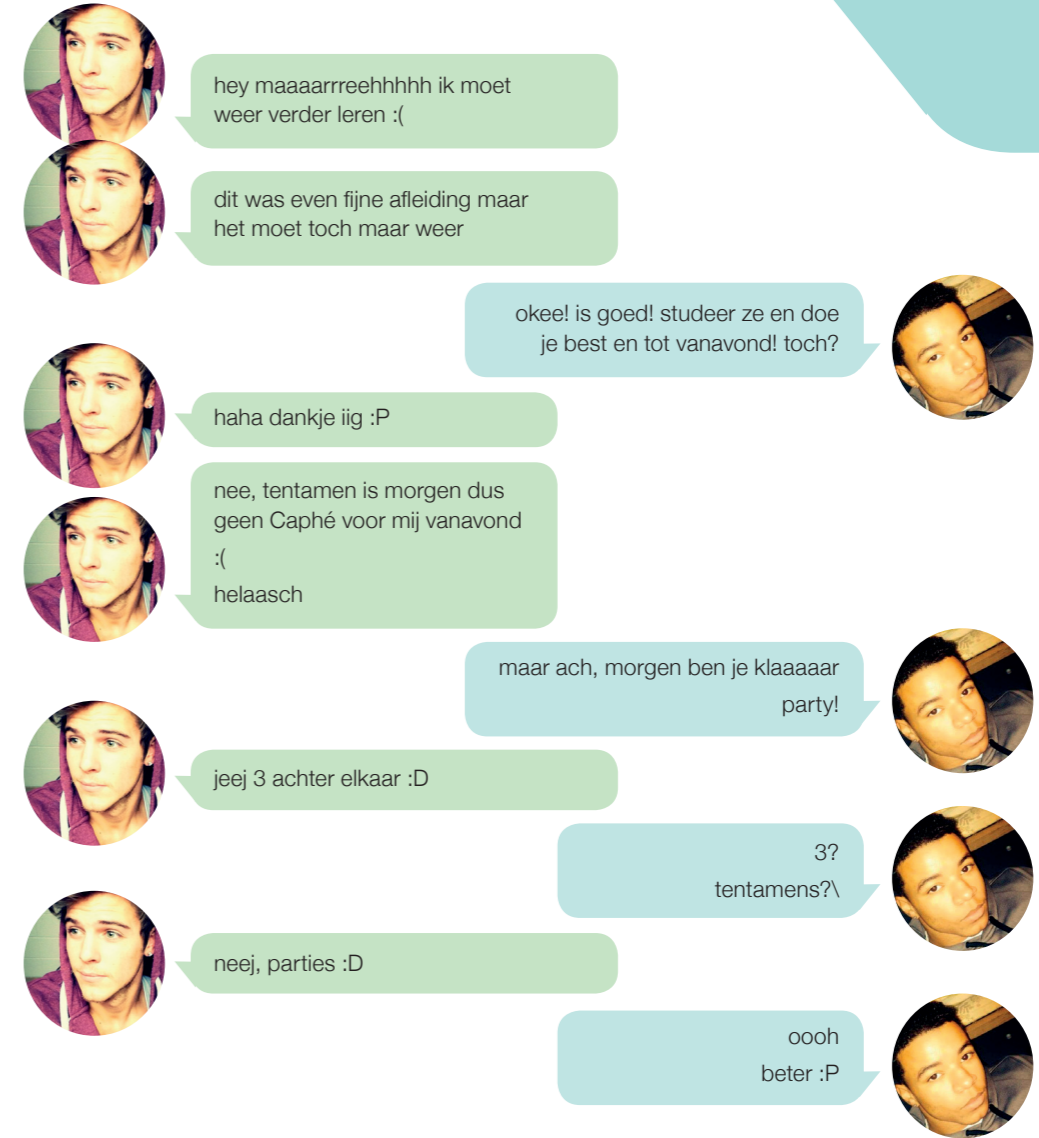 hey maaaarrreehhhhh ik moet
weer verder leren :(
dit was even fijne afleiding maar
het moet toch maar weer
okee! is goed! studeer ze en doe
je best en tot vanavond! toch?
haha dankje iig :P
nee, tentamen is morgen dus
geen Caphé voor mij vanavond
:(
helaasch
maar ach, morgen ben je klaaaaar
party!
jeej 3 achter elkaar :D
3?
tentamens?\
neej, parties :D
oooh
beter :P